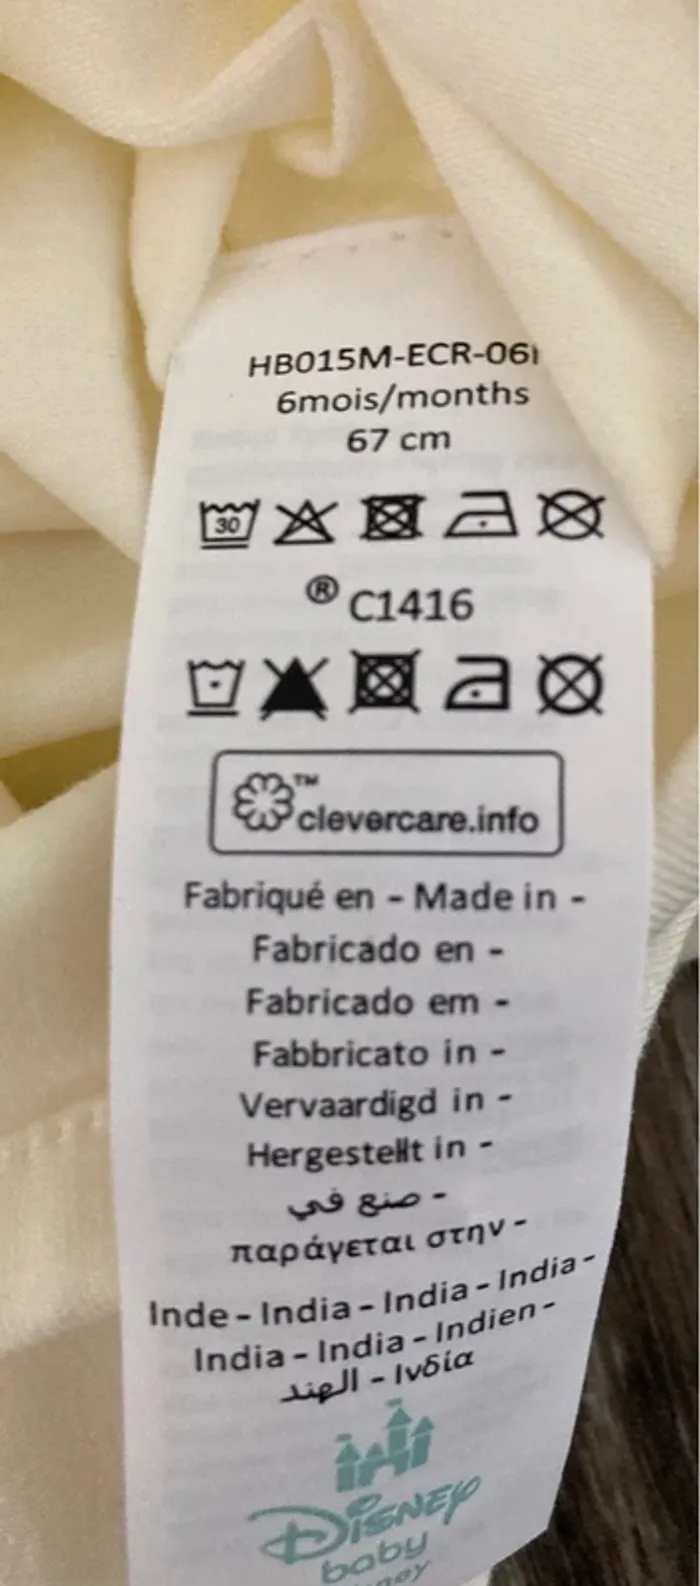 HB015M-ECR-06
6mois/months
67 cm
30
® C1416
™
clevercare.info
Fabriqué en - Made in -
Fabricado en -
Fabricado em -
Fabbricato in -
Vervaardigd in -
Hergestellt in -
صنع في -
παράγεται στην -
Inde - India - India - India -
India - India - Indien -
الهند - Ινδία
Disney
baby